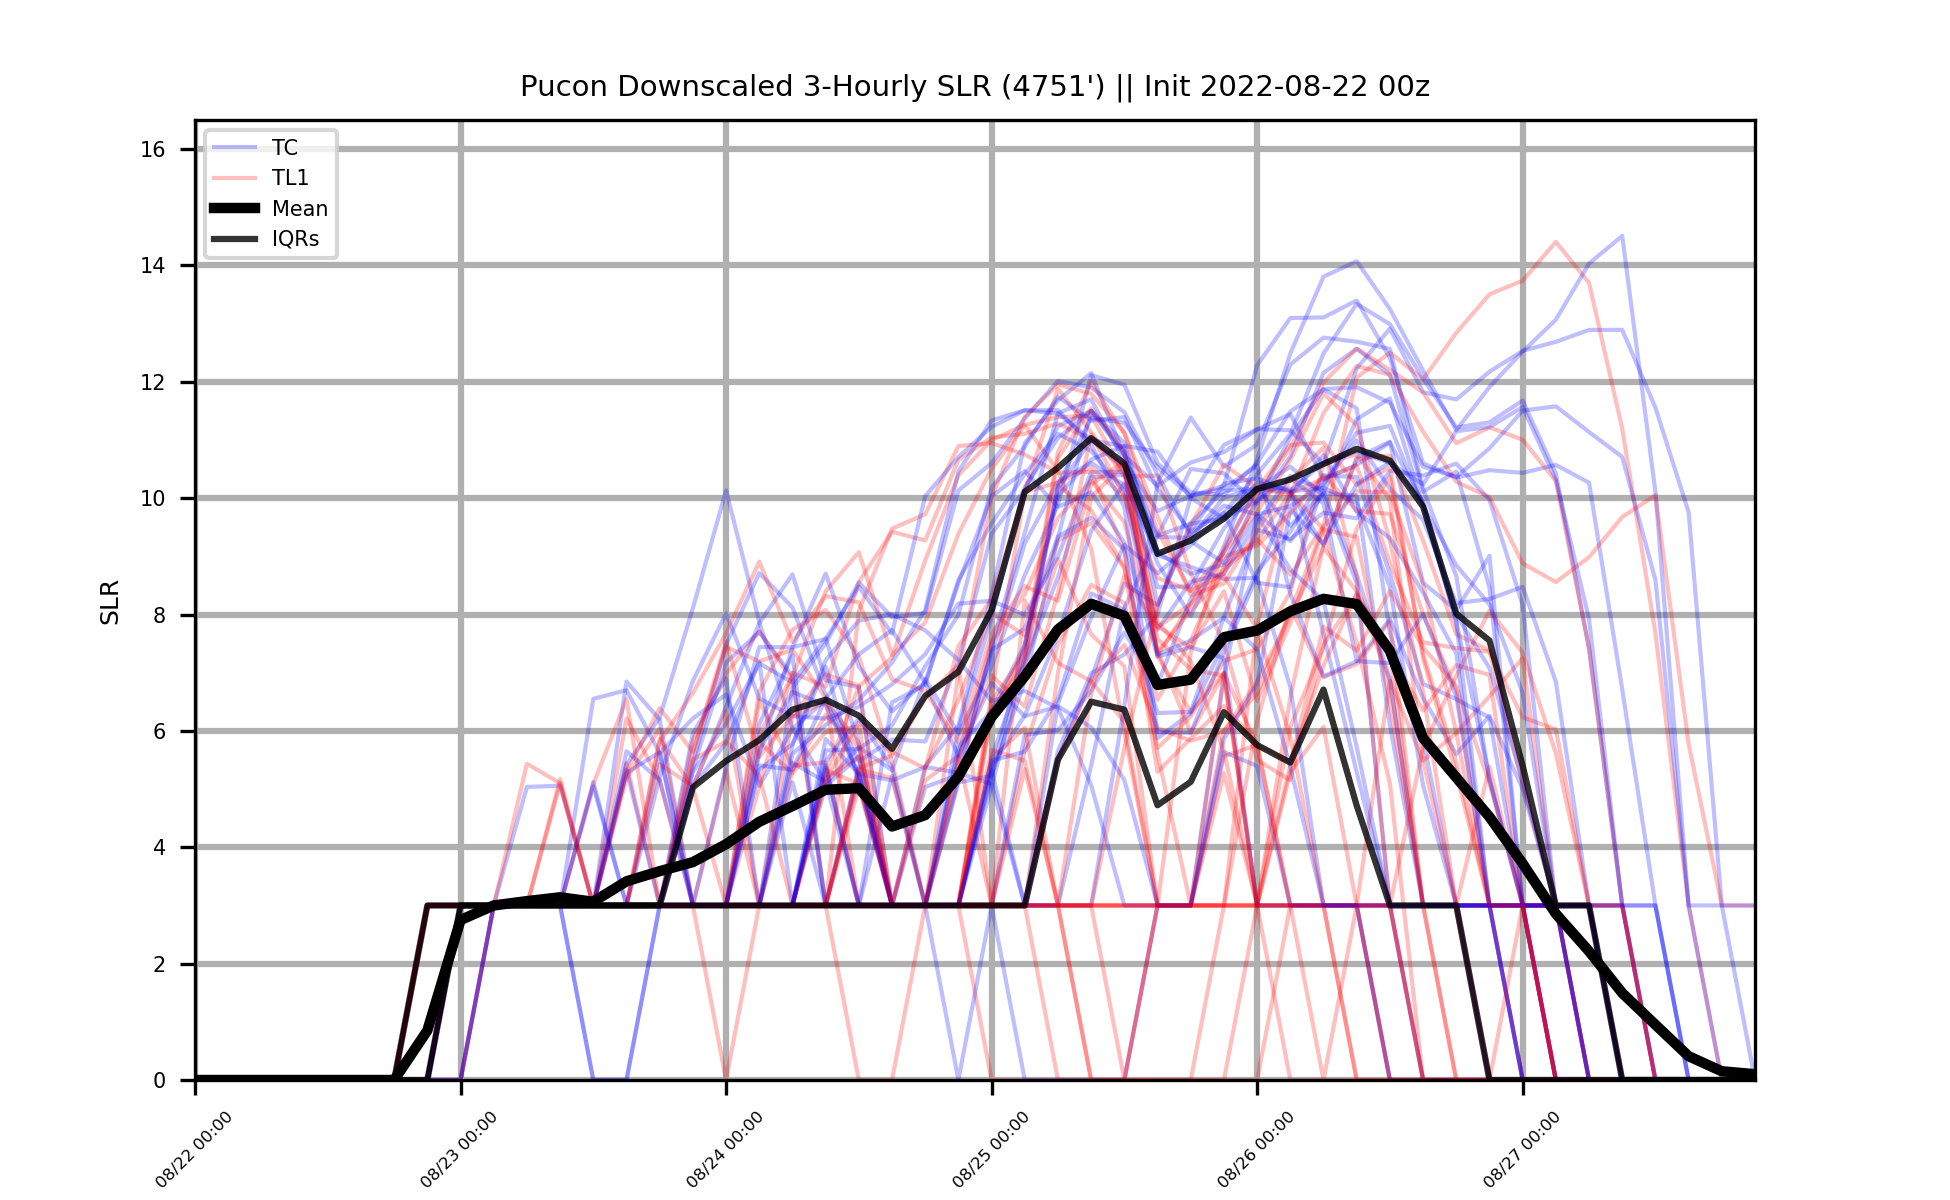 Pucon Downscaled 3-Hourly SLR (4751') || Init 2022-08-22 00z
TC
TL1
Mean
IQRs
SLR
16
14
12
10
8
6
4
2
0
08/22 00:00
08/23 00:00
08/24 00:00
08/25 00:00
08/26 00:00
08/27 00:00